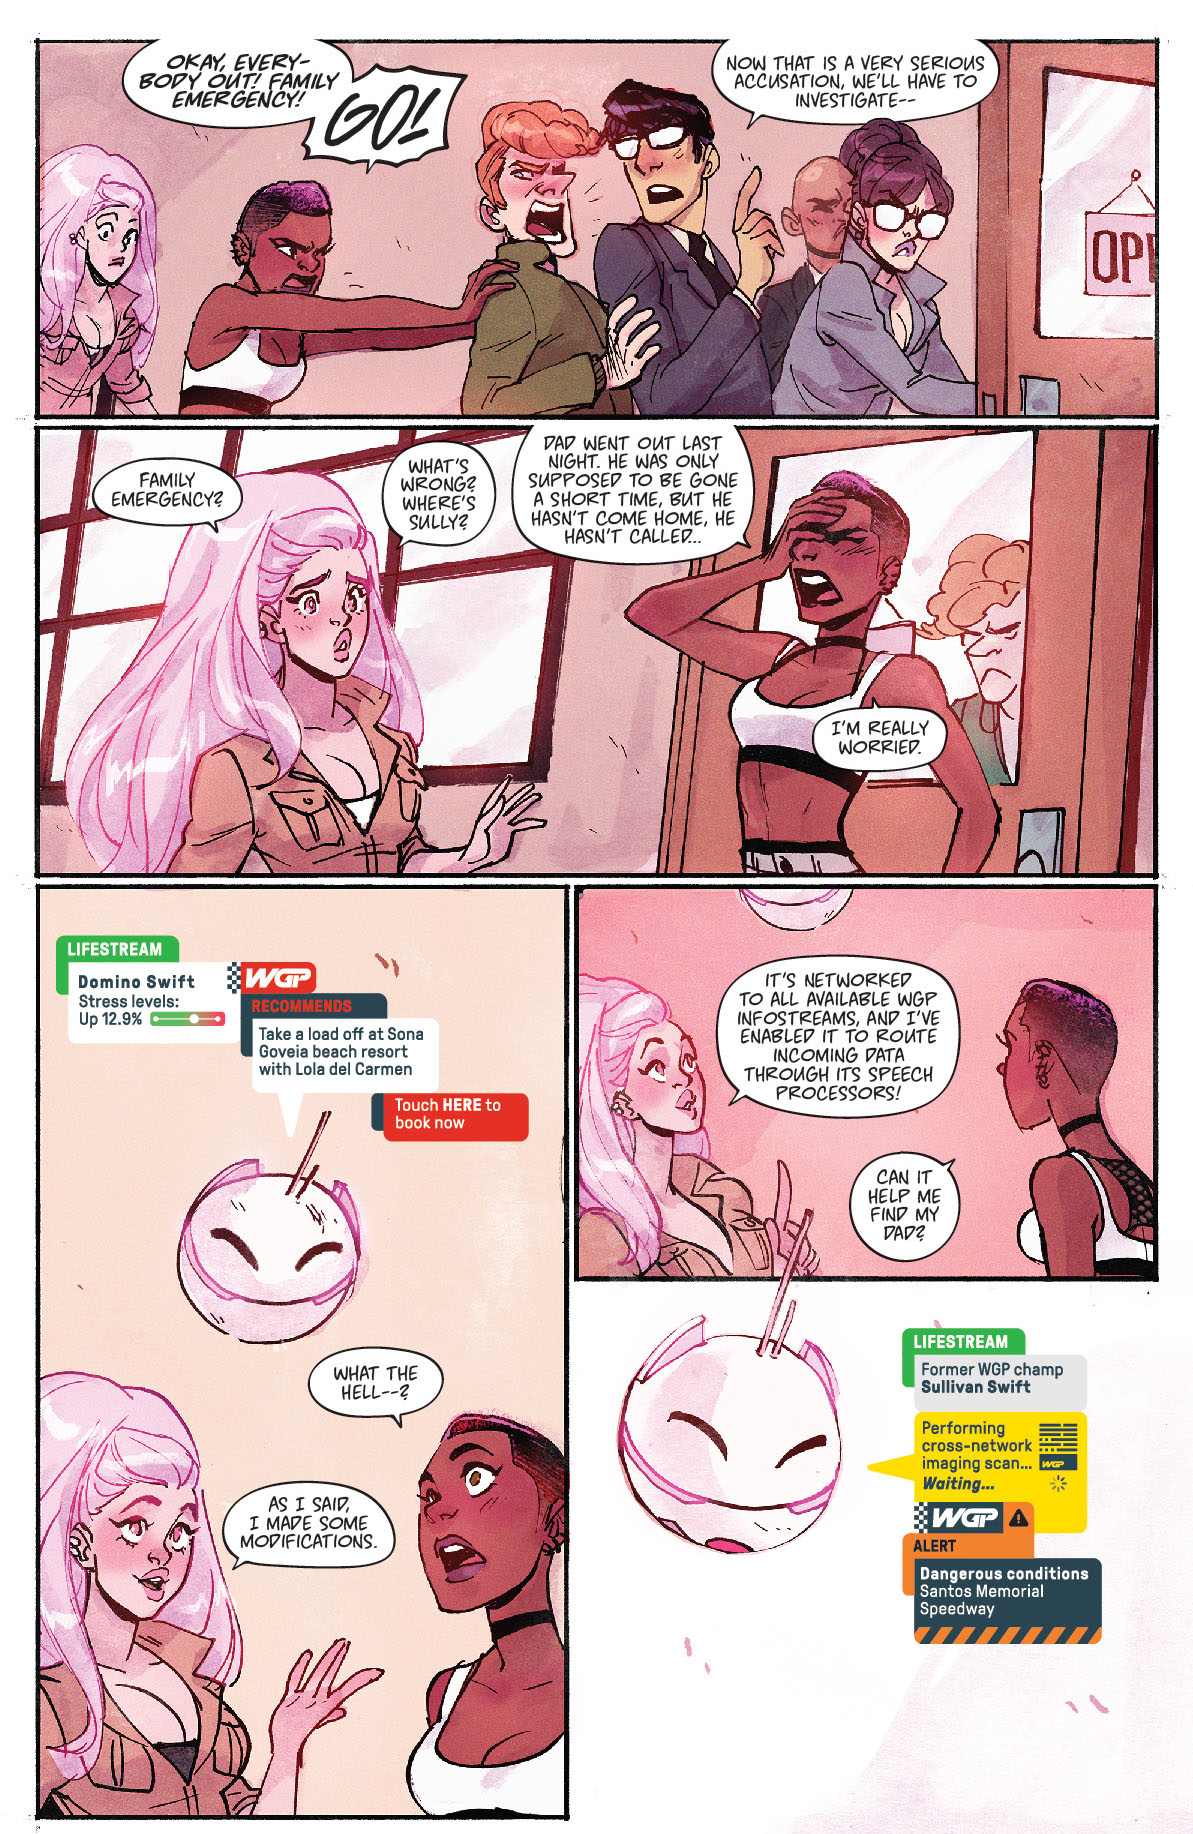 OKAY, EVERY-
BODY OUT! FAMILY
EMERGENCY!
GO!
NOW THAT IS A VERY SERIOUS
ACCUSATION, WE'LL HAVE TO
INVESTIGATE--
OPE
FAMILY
EMERGENCY?
WHAT'S
WRONG?
WHERE'S
SULLY?
DAD WENT OUT LAST
NIGHT. HE WAS ONLY
SUPPOSED TO BE GONE
A SHORT TIME, BUT HE
HASN'T COME HOME, HE
HASN'T CALLED...
I'M REALLY
WORRIED.
LIFESTREAM
Domino Swift
Stress levels:
Up 12.9%
WGP
RECOMMENDS
Take a load off at Sona
Goveia beach resort
with Lola del Carmen
Touch HERE to
book now
WHAT THE
HELL--?
AS I SAID,
I MADE SOME
MODIFICATIONS.
IT'S NETWORKED
TO ALL AVAILABLE WGP
INFOSTREAMS, AND I'VE
ENABLED IT TO ROUTE
INCOMING DATA
THROUGH ITS SPEECH
PROCESSORS!
CAN IT
HELP ME
FIND MY
DAD?
LIFESTREAM
Former WGP champ
Sullivan Swift
Performing
cross-network
imaging scan...
Waiting...
WGP
WGP
ALERT
Dangerous conditions
Santos Memorial
Speedway